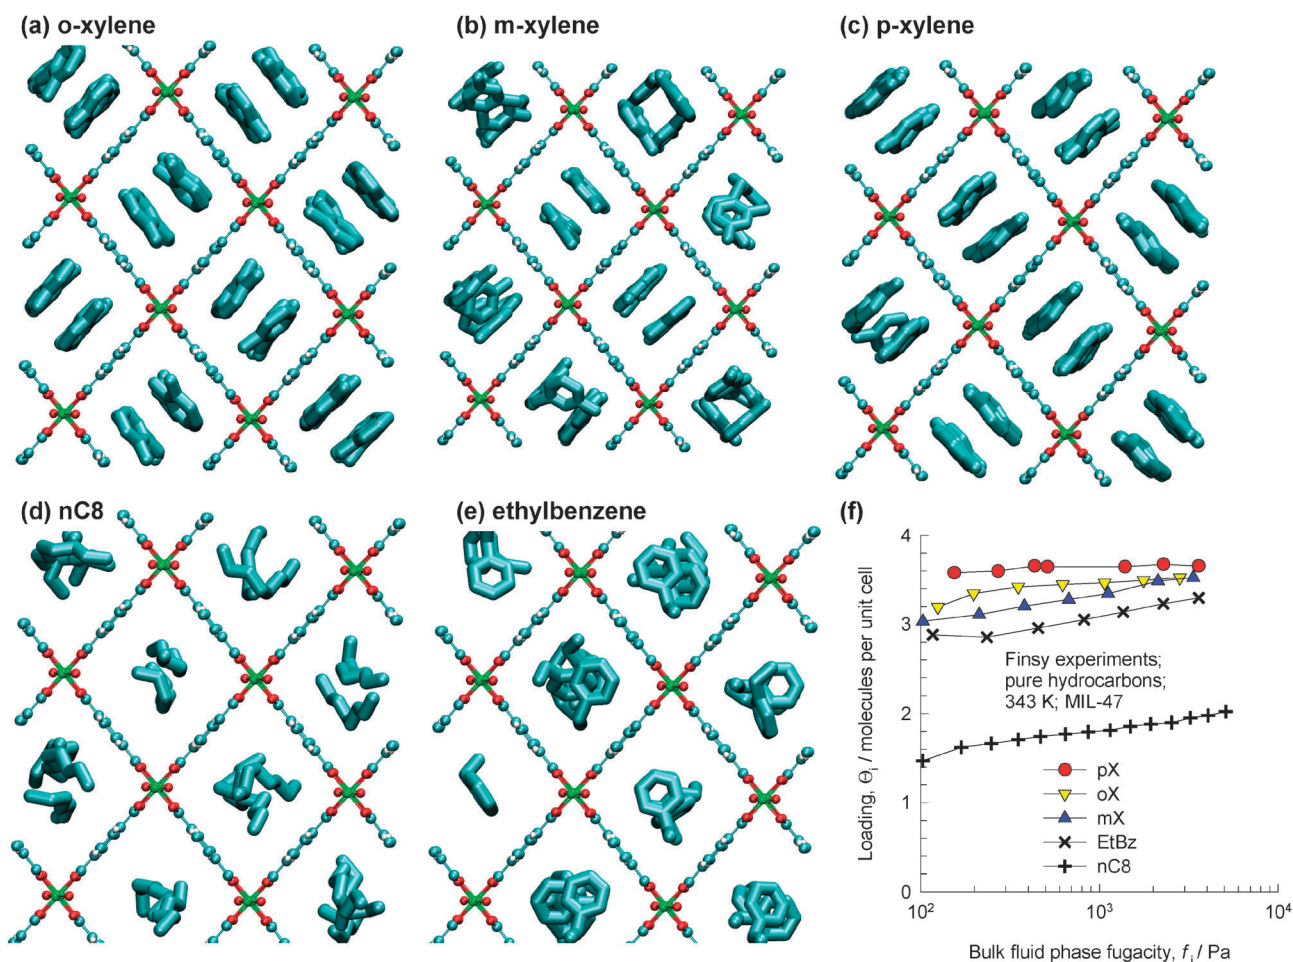 (a) o-xylene
(b) m-xylene
(c) p-xylene
(d) nC8
(e) ethylbenzene
(f)
4
3
2
1
0
Loading, Θi / molecules per unit cell
Finsy experiments;
pure hydrocarbons;
343 K; MIL-47
pX
oX
mX
EtBz
nC8
10²
10³
10⁴
Bulk fluid phase fugacity, fi / Pa